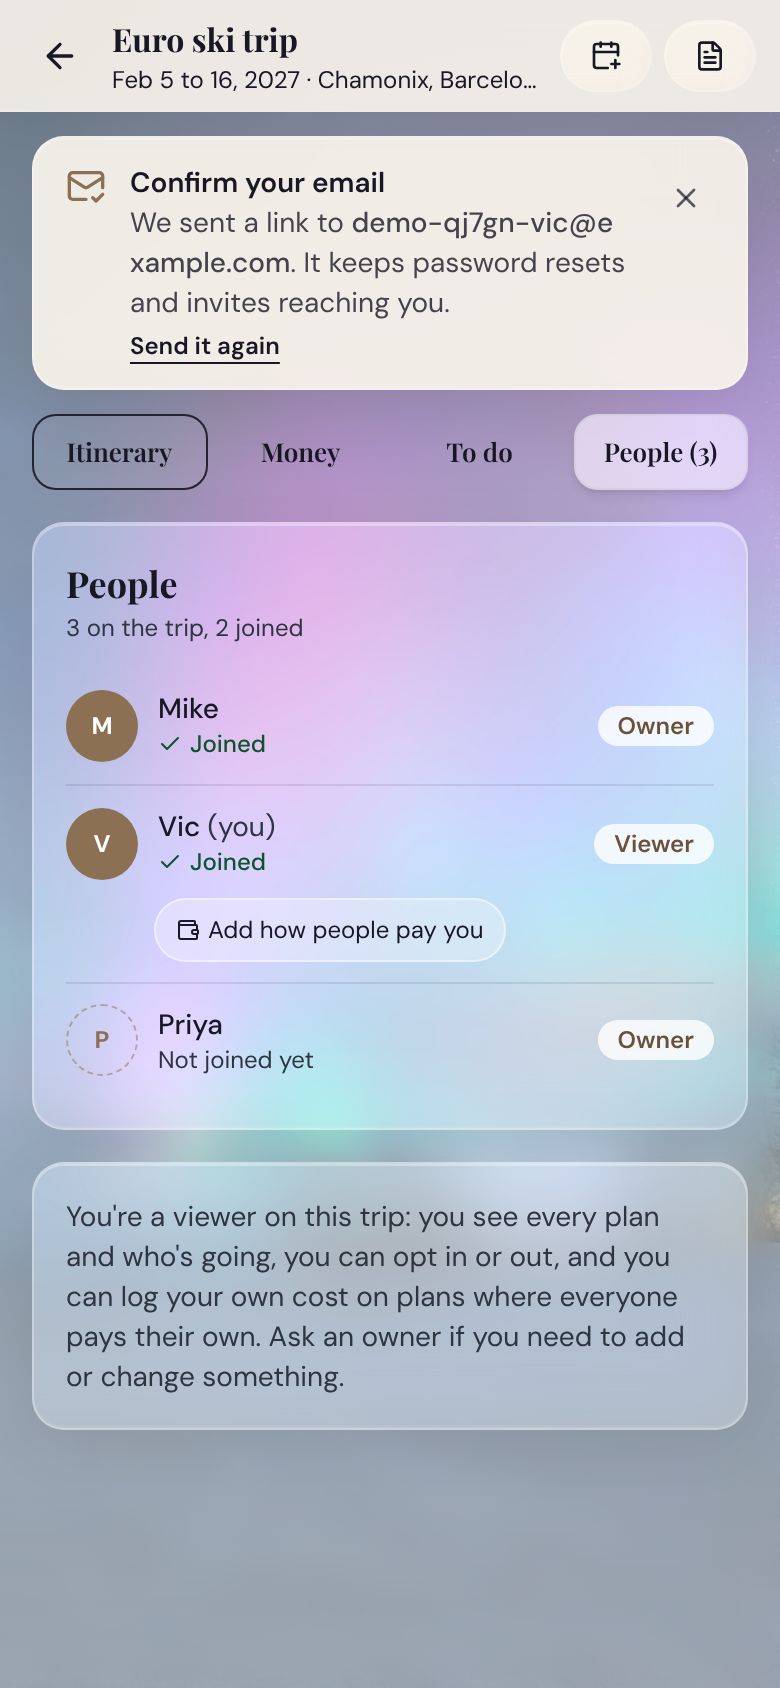 Euro ski trip
Feb 5 to 16, 2027 · Chamonix, Barcelo...
Confirm your email
We sent a link to demo-qj7gn-vic@e
xample.com. It keeps password resets
and invites reaching you.
Send it again
Itinerary
Money
To do
People (3)
People
3 on the trip, 2 joined
M
Mike
Joined
Owner
V
Vic (you)
Joined
Viewer
Add how people pay you
P
Priya
Not joined yet
Owner
You're a viewer on this trip: you see every plan
and who's going, you can opt in or out, and you
can log your own cost on plans where everyone
pays their own. Ask an owner if you need to add
or change something.